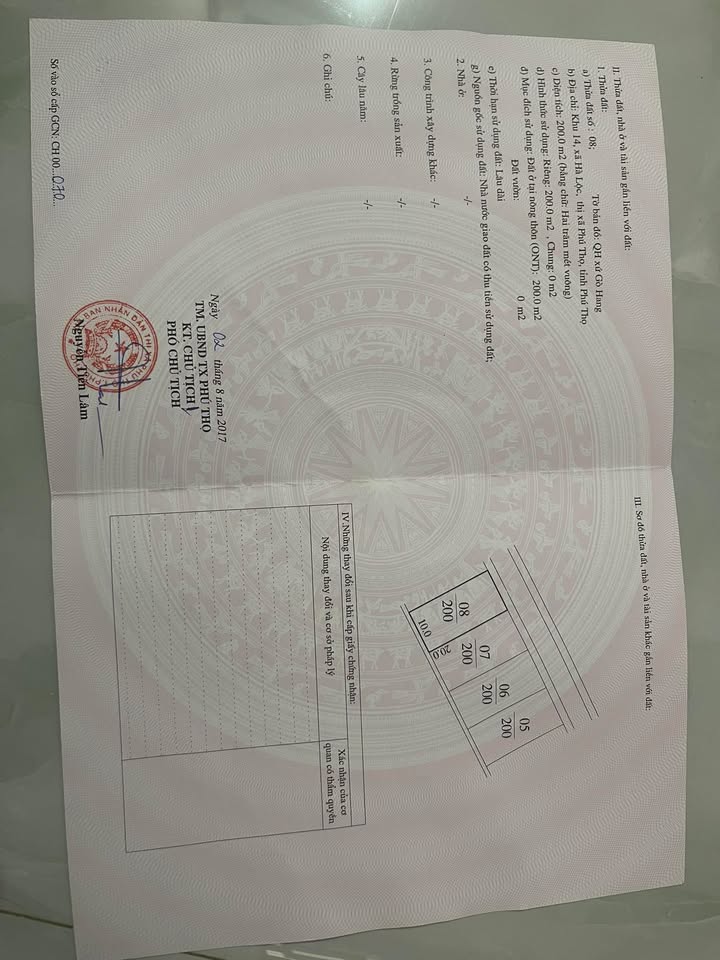 II. Thửa đất, nhà ở và tài sản gắn liền với đất:
1. Thửa đất:
a) Thửa đất số : 08; Tờ bản đồ: QH xứ Gò Hang
b) Địa chỉ: Khu 14, xã Hà Lộc, thị xã Phú Thọ, tỉnh Phú Thọ
c) Diện tích: 200.0 m2 (bằng chữ: Hai trăm mét vuông)
d) Hình thức sử dụng: Riêng: 200.0 m2 , Chung: 0 m2
đ) Mục đích sử dụng: Đất ở tại nông thôn (ONT): 200.0 m2
Đất vườn: 0 m2
e) Thời hạn sử dụng đất: Lâu dài
g) Nguồn gốc sử dụng đất: Nhà nước giao đất có thu tiền sử dụng đất;
2. Nhà ở: -/-
3. Công trình xây dựng khác: -/-
4. Rừng trồng sản xuất: -/-
5. Cây lâu năm: -/-
6. Ghi chú:
Ngày 02 tháng 8 năm 2017
TM. UBND TX PHÚ THỌ
KT. CHỦ TỊCH
PHÓ CHỦ TỊCH
Nguyễn Tiến Lâm
Số vào sổ cấp GCN: CH 00...070...
III. Sơ đồ thửa đất, nhà ở và tài sản khác gắn liền với đất:
08
200
07
200
06
200
05
200
10.0
20.0
IV.Những thay đổi sau khi cấp giấy chứng nhận:
Nội dung thay đổi và cơ sở pháp lý
Xác nhận của cơ
quan có thẩm quyền